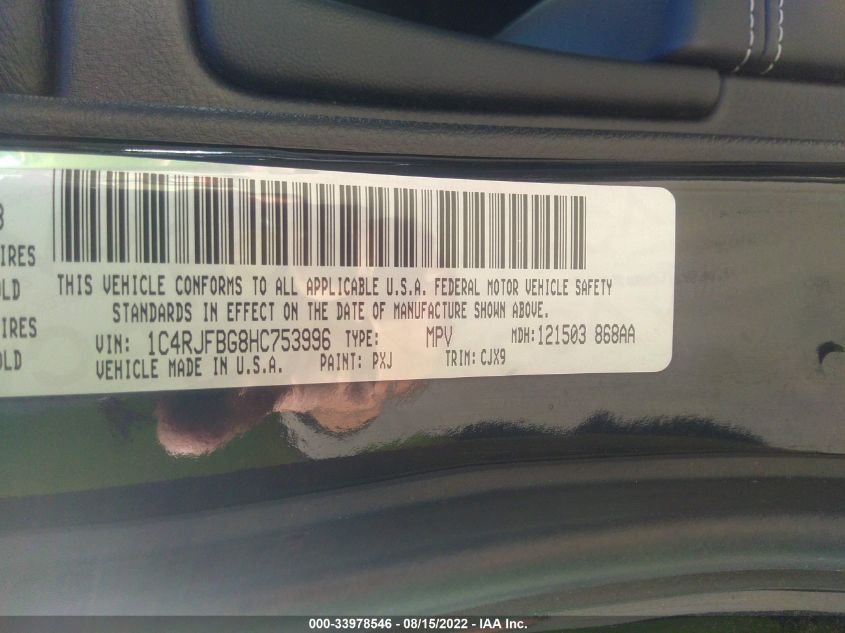 8
IRES
OLD
IRES
OLD
THIS VEHICLE CONFORMS TO ALL APPLICABLE U.S.A. FEDERAL MOTOR VEHICLE SAFETY
STANDARDS IN EFFECT ON THE DATE OF MANUFACTURE SHOWN ABOVE.
VIN: 1C4RJFBG8HC753996 TYPE: MPV MDH: 121503 868AA
VEHICLE MADE IN U.S.A. PAINT: PXJ TRIM: CJX9
000-33978546 - 08/15/2022 - IAA Inc.